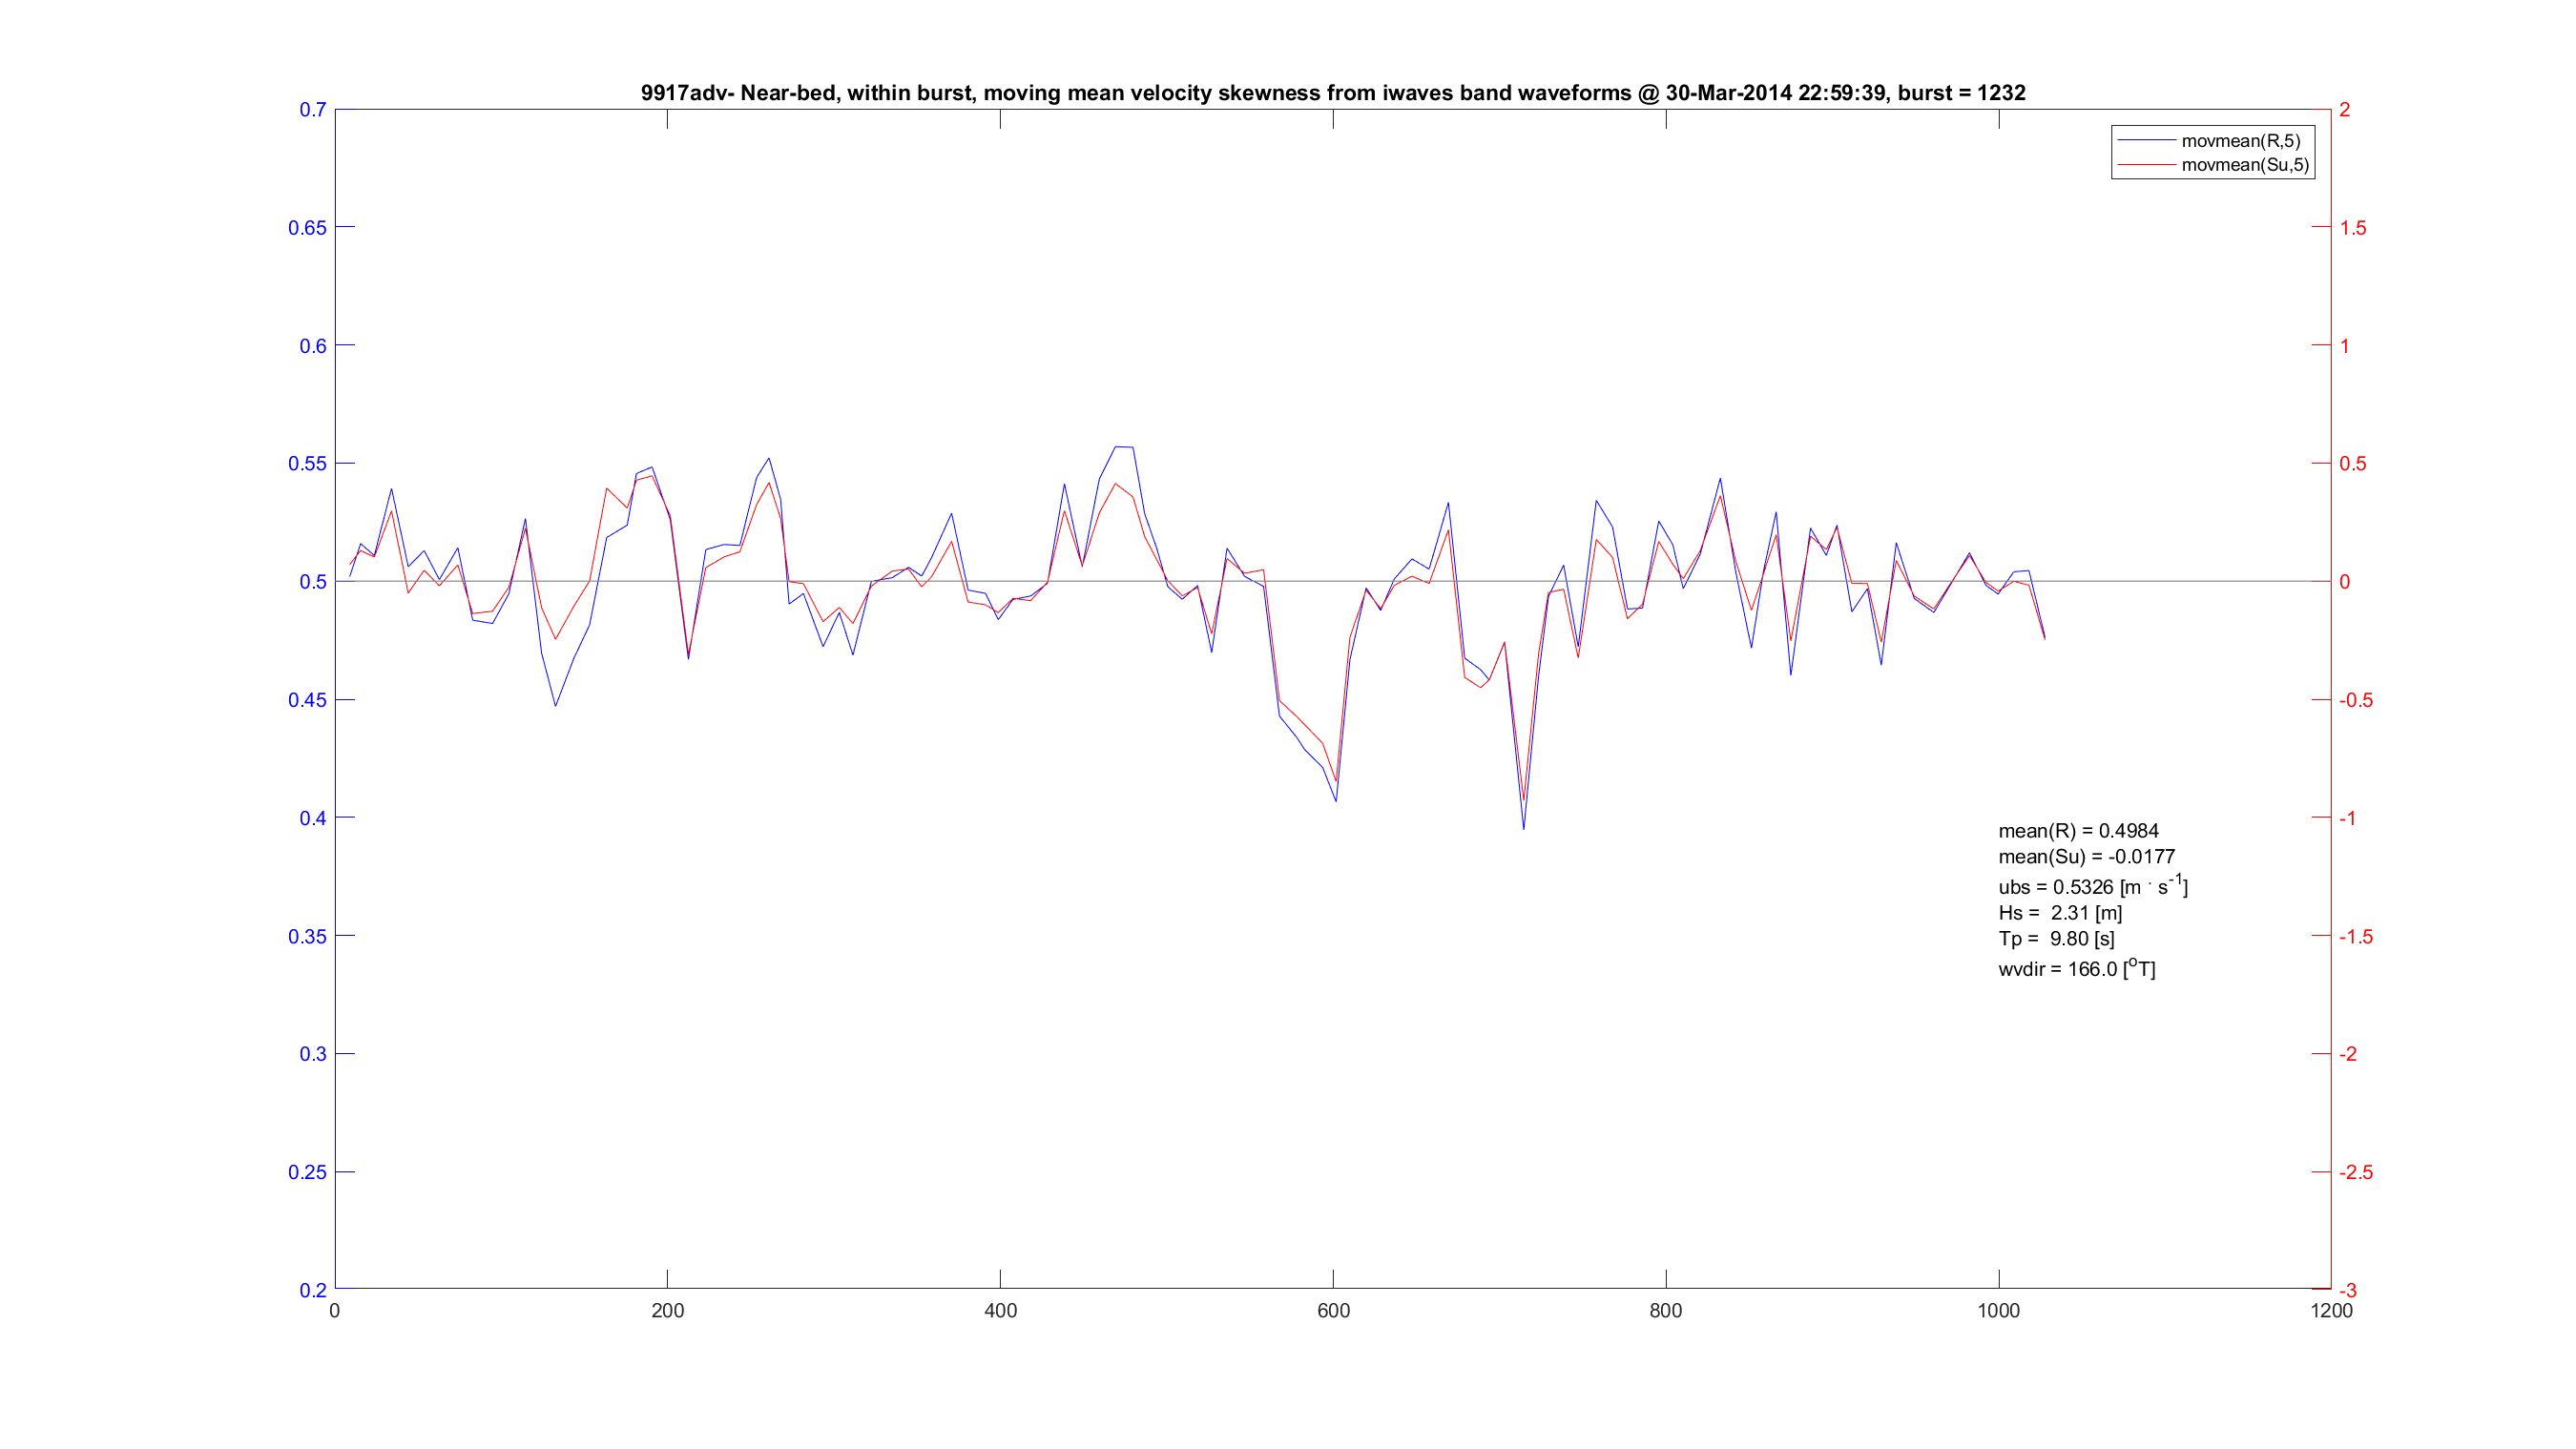 9917adv- Near-bed, within burst, moving mean velocity skewness from iwaves band waveforms @ 30-Mar-2014 22:59:39, burst = 1232
movmean(R,5)
movmean(Su,5)
0.7
0.65
0.6
0.55
0.5
0.45
0.4
0.35
0.3
0.25
0.2
2
1.5
1
0.5
0
-0.5
-1
-1.5
-2
-2.5
-3
mean(R) = 0.4984
mean(Su) = -0.0177
ubs = 0.5326 [m · s-1]
Hs = 2.31 [m]
Tp = 9.80 [s]
wvdir = 166.0 [oT]
0 200 400 600 800 1000 1200